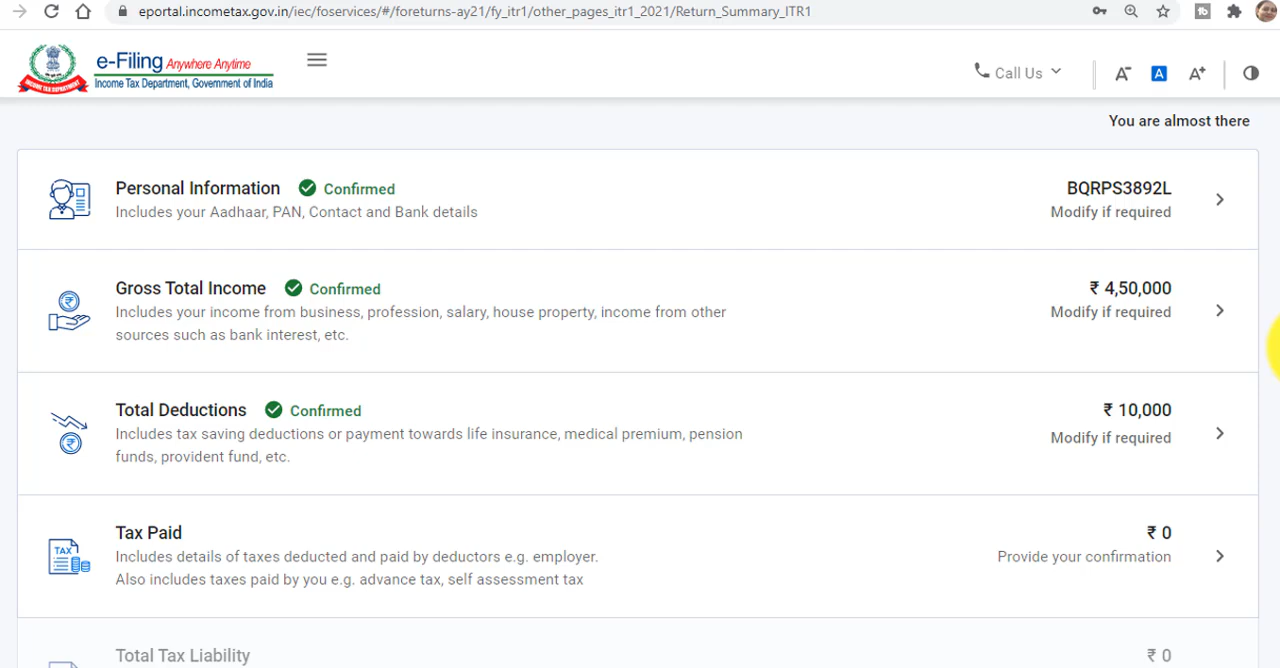 eportal.incometax.gov.in/iec/foservices/#/foreturns-ay21/fy_itr1/other_pages_itr1_2021/Return_Summary_ITR1
e-Filing Anywhere Anytime
Income Tax Department, Government of India
INCOME TAX DEPARTMENT
Call Us
A- A A+
You are almost there
Personal Information Confirmed
Includes your Aadhaar, PAN, Contact and Bank details
BQRPS3892L
Modify if required
Gross Total Income Confirmed
Includes your income from business, profession, salary, house property, income from other
sources such as bank interest, etc.
₹ 4,50,000
Modify if required
Total Deductions Confirmed
Includes tax saving deductions or payment towards life insurance, medical premium, pension
funds, provident fund, etc.
₹ 10,000
Modify if required
TAX
Tax Paid
Includes details of taxes deducted and paid by deductors e.g. employer.
Also includes taxes paid by you e.g. advance tax, self assessment tax
₹ 0
Provide your confirmation
Total Tax Liability
₹ 0